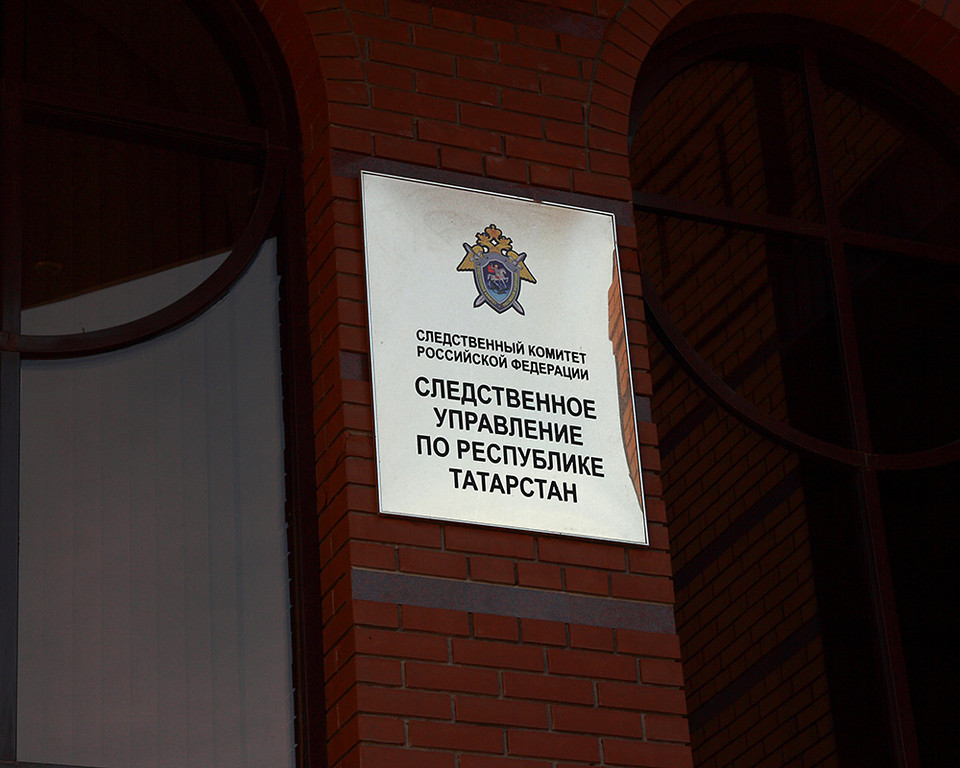 СЛЕДСТВЕННЫЙ КОМИТЕТ
РОССИЙСКОЙ ФЕДЕРАЦИИ
СЛЕДСТВЕННОЕ
УПРАВЛЕНИЕ
ПО РЕСПУБЛИКЕ
ТАТАРСТАН